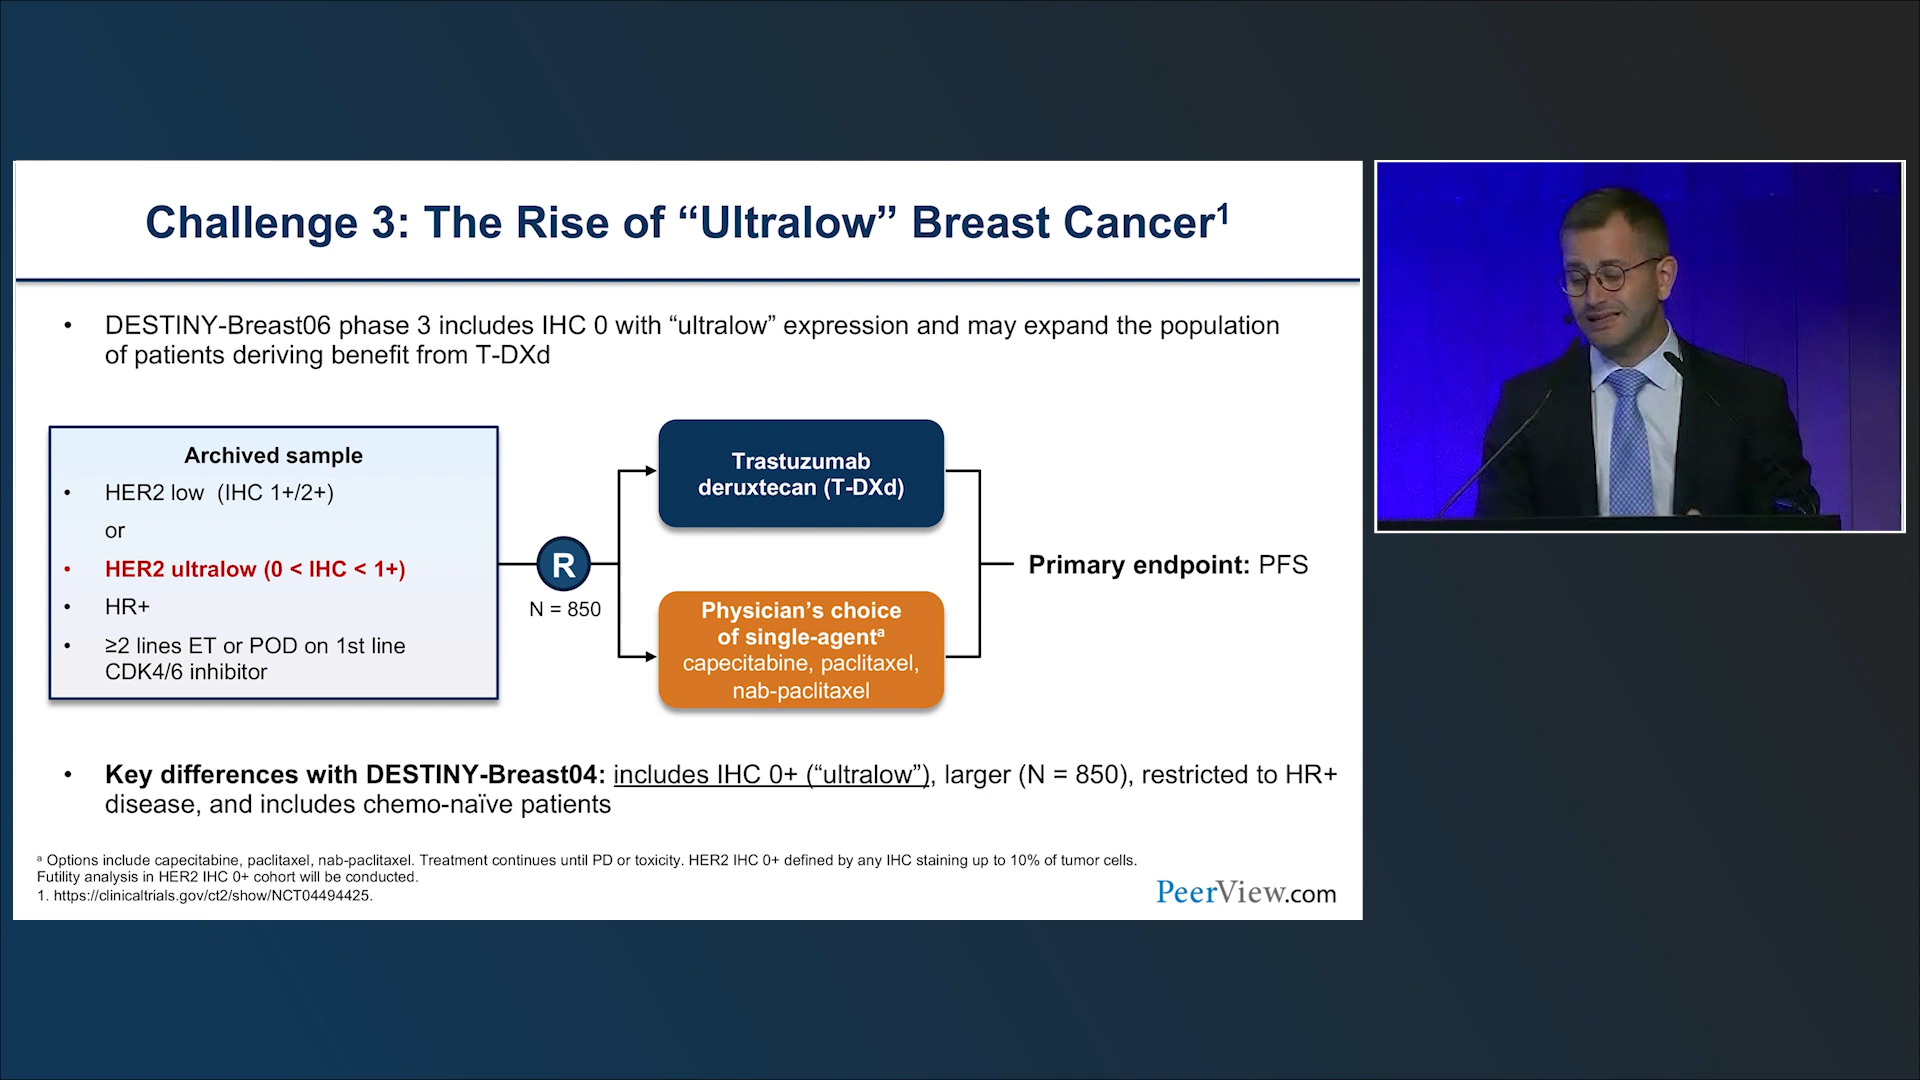 Challenge 3: The Rise of “Ultralow” Breast Cancer¹
• DESTINY-Breast06 phase 3 includes IHC 0 with “ultralow” expression and may expand the population
of patients deriving benefit from T-DXd
Archived sample
• HER2 low (IHC 1+/2+)
or
• HER2 ultralow (0 < IHC < 1+)
• HR+
• ≥2 lines ET or POD on 1st line
CDK4/6 inhibitor
R
N = 850
Trastuzumab
deruxtecan (T-DXd)
Physician’s choice
of single-agentᵃ
capecitabine, paclitaxel,
nab-paclitaxel
Primary endpoint: PFS
• Key differences with DESTINY-Breast04: includes IHC 0+ (“ultralow”), larger (N = 850), restricted to HR+
disease, and includes chemo-naïve patients
ᵃ Options include capecitabine, paclitaxel, nab-paclitaxel. Treatment continues until PD or toxicity. HER2 IHC 0+ defined by any IHC staining up to 10% of tumor cells.
Futility analysis in HER2 IHC 0+ cohort will be conducted.
1. https://clinicaltrials.gov/ct2/show/NCT04494425.
PeerView.com